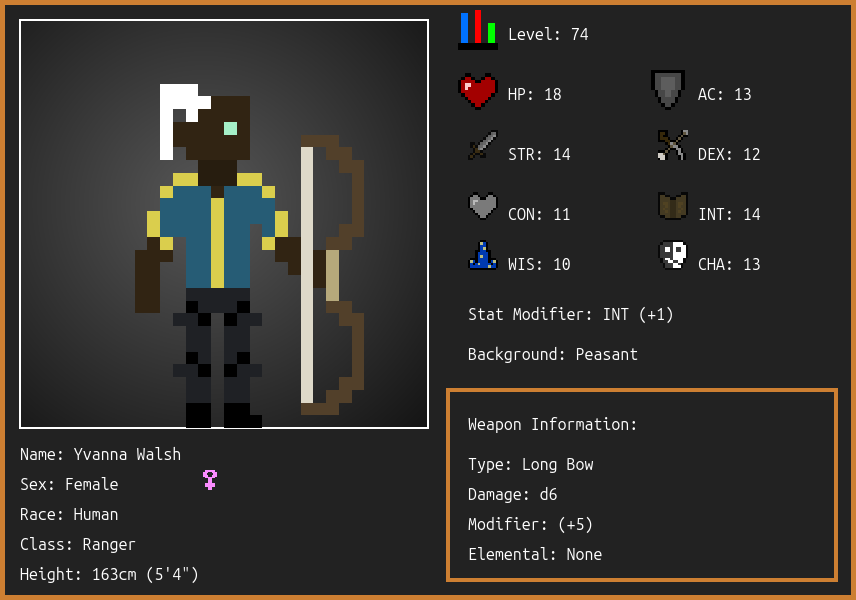 Level: 74
HP: 18
AC: 13
STR: 14
DEX: 12
CON: 11
INT: 14
WIS: 10
CHA: 13
Stat Modifier: INT (+1)
Background: Peasant
Weapon Information:
Type: Long Bow
Damage: d6
Modifier: (+5)
Elemental: None
Name: Yvanna Walsh
Sex: Female
Race: Human
Class: Ranger
Height: 163cm (5'4")